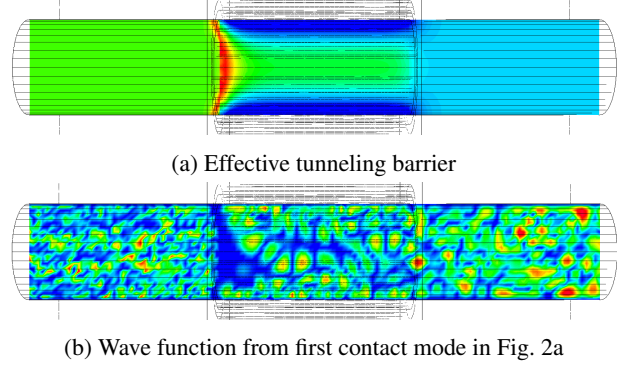 (a) Effective tunneling barrier
(b) Wave function from first contact mode in Fig. 2a